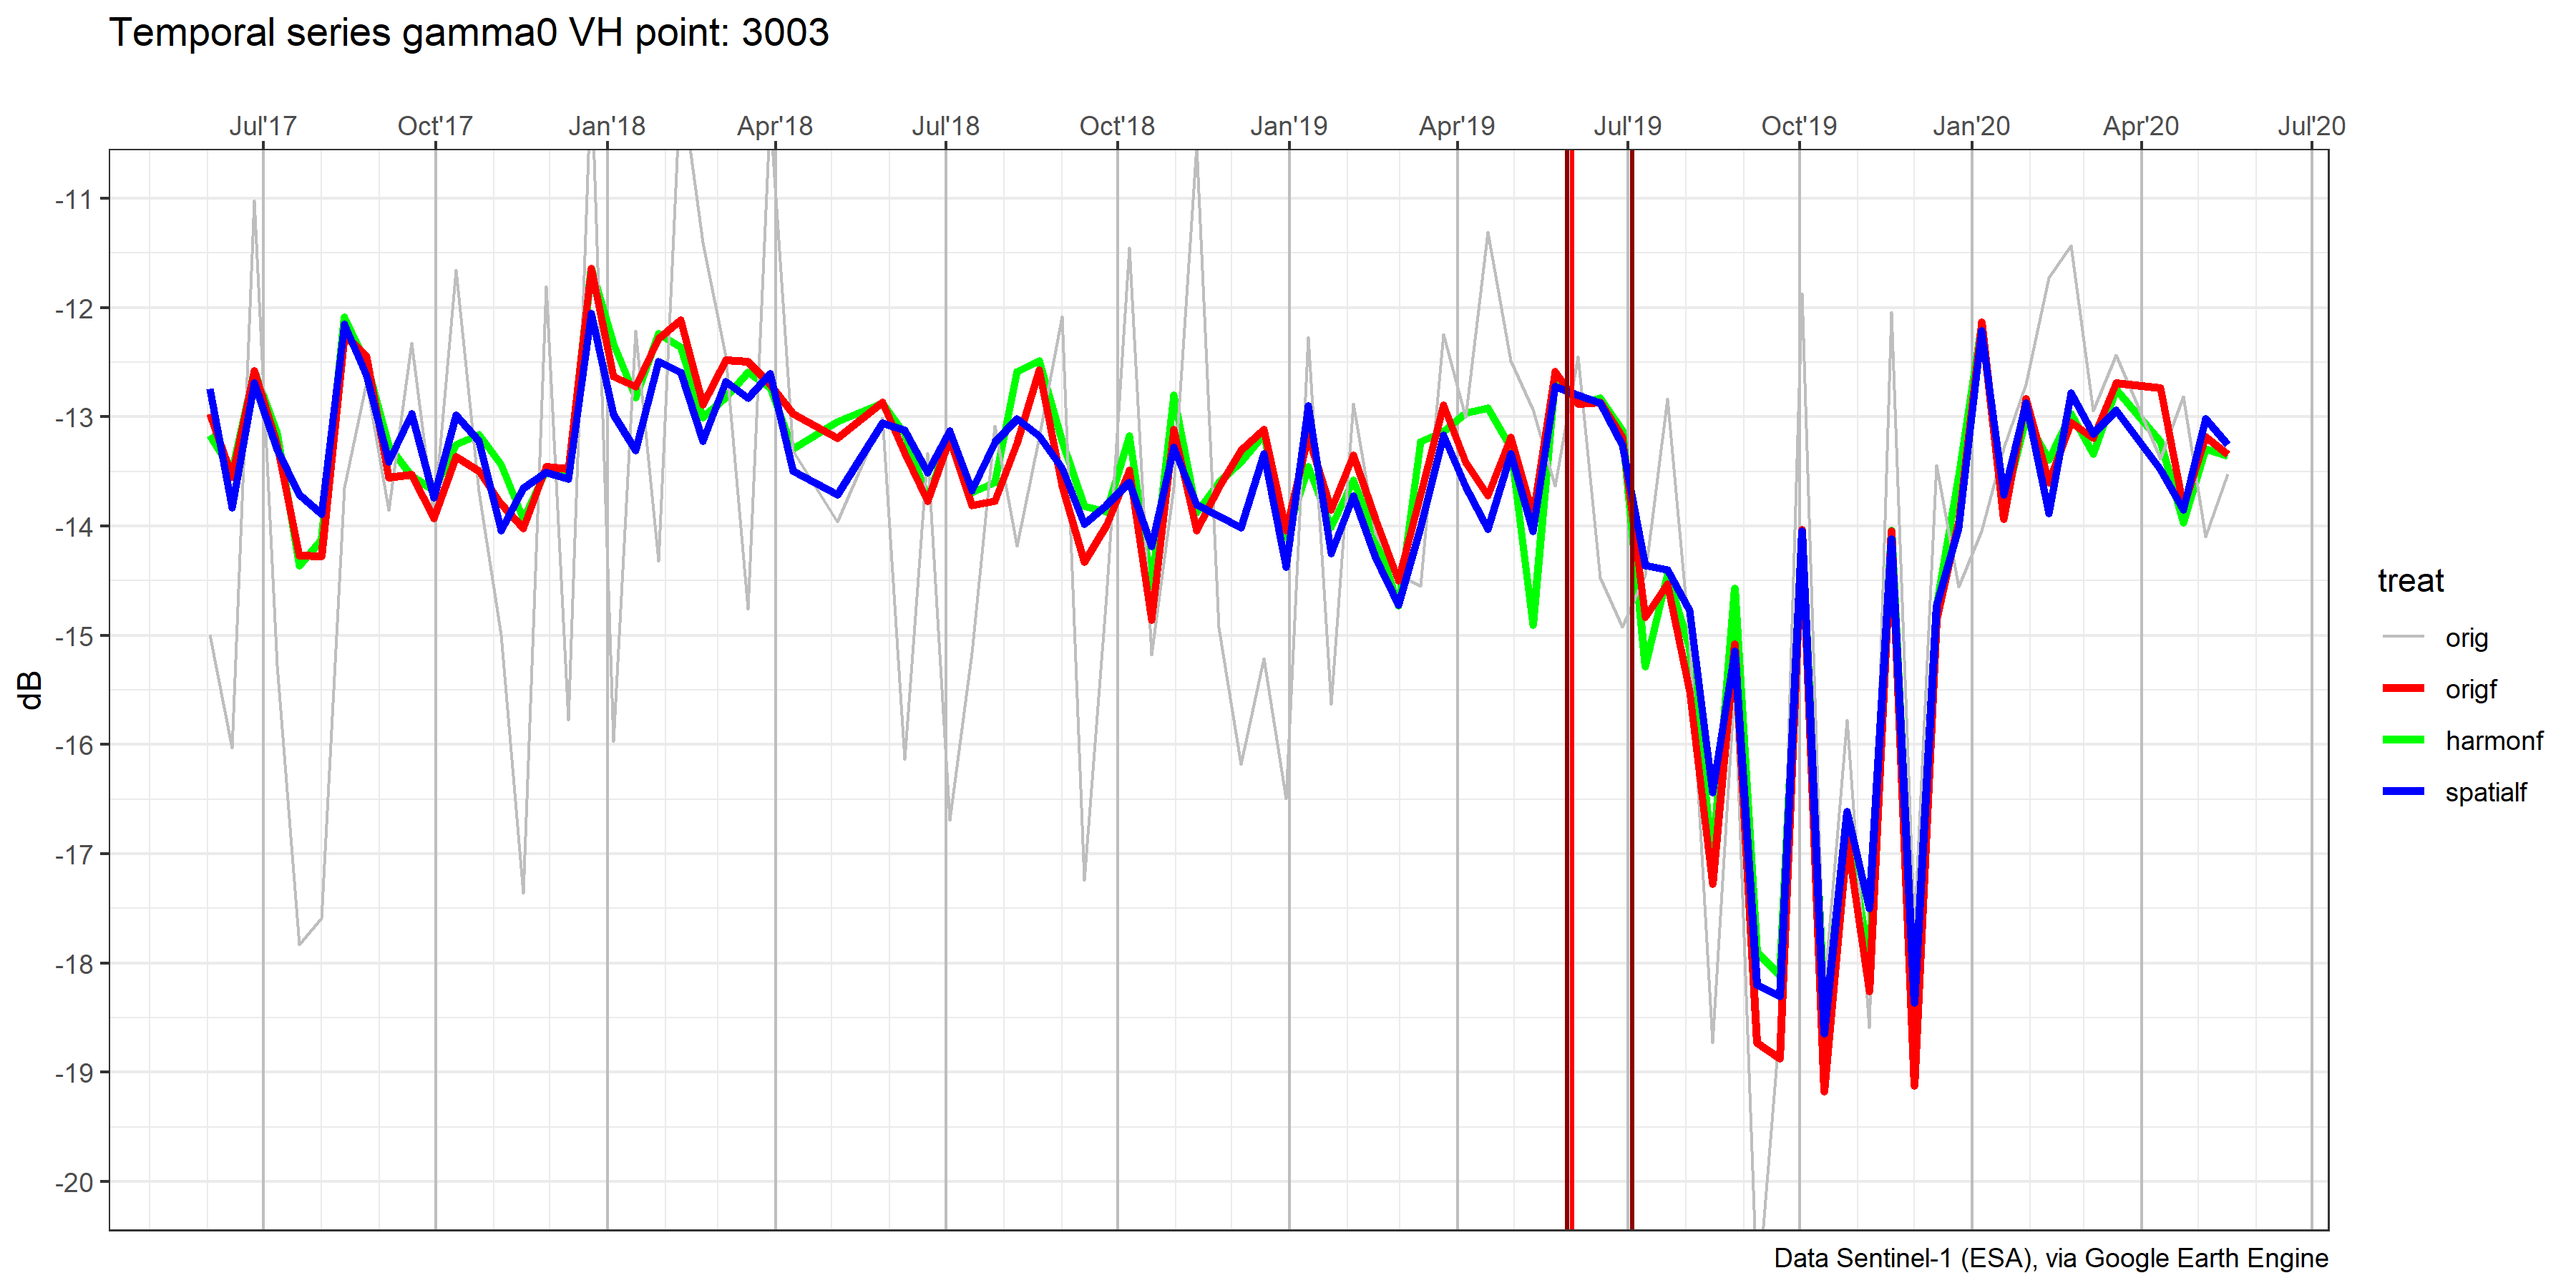 Temporal series gamma0 VH point: 3003
Jul'17 Oct'17 Jan'18 Apr'18 Jul'18 Oct'18 Jan'19 Apr'19 Jul'19 Oct'19 Jan'20 Apr'20 Jul'20
-11
-12
-13
-14
-15
-16
-17
-18
-19
-20
dB
treat
orig
origf
harmonf
spatialf
Data Sentinel-1 (ESA), via Google Earth Engine